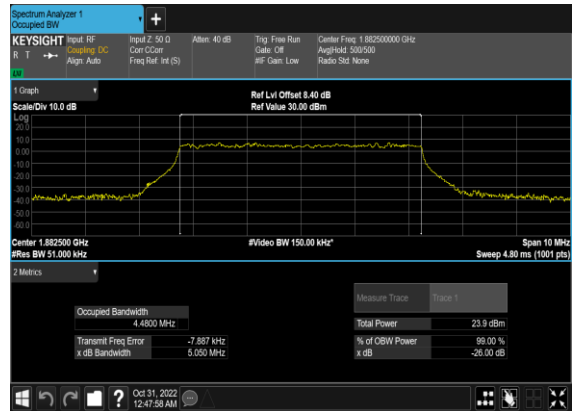 Spectrum Analyzer 1
Occupied BW
+
KEYSIGHT Input: RF Input Z: 50 Ω Atten: 40 dB Trig: Free Run Center Freq: 1.882500000 GHz
R T Coupling: DC Corr CCorr Gate: Off Avg|Hold: 500/500
Align: Auto Freq Ref: Int (S) #IF Gain: Low Radio Std: None
1 Graph
Ref Lvl Offset 8.40 dB
Scale/Div 10.0 dB Ref Value 30.00 dBm
Log
20.0
10.0
0.00
-10.0
-20.0
-30.0
-40.0
-50.0
-60.0
Center 1.882500 GHz #Video BW 150.00 kHz* Span 10 MHz
#Res BW 51.000 kHz Sweep 4.80 ms (1001 pts)
2 Metrics
Measure Trace Trace 1
Occupied Bandwidth
4.4800 MHz Total Power 23.9 dBm
Transmit Freq Error -7.887 kHz % of OBW Power 99.00 %
x dB Bandwidth 5.050 MHz x dB -26.00 dB
? Oct 31, 2022
12:47:58 AM